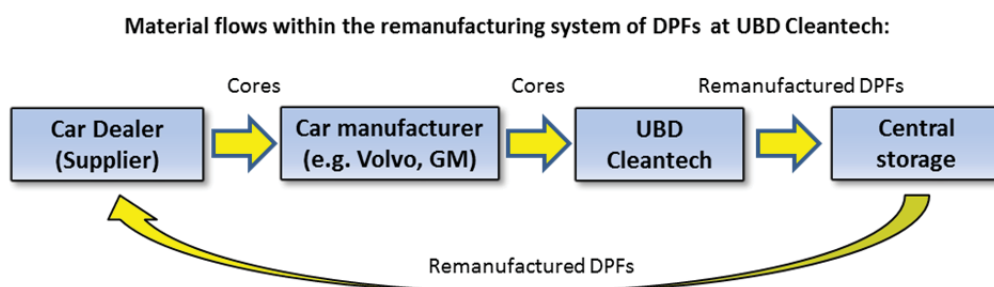 Material flows within the remanufacturing system of DPFs at UBD Cleantech:
Cores
Cores
Remanufactured DPFs
Car Dealer
(Supplier)
Car manufacturer
(e.g. Volvo, GM)
UBD
Cleantech
Central
storage
Remanufactured DPFs